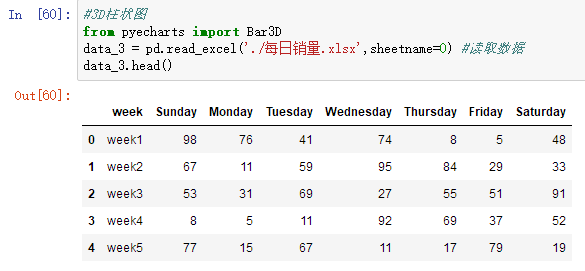 In [60]: #3D柱状图
from pyecharts import Bar3D
data_3 = pd.read_excel('./每日销量.xlsx',sheetname=0) #读取数据
data_3.head()
Out[60]:
week Sunday Monday Tuesday Wednesday Thursday Friday Saturday
0 week1 98 76 41 74 8 5 48
1 week2 67 11 59 95 84 29 33
2 week3 53 31 69 27 55 51 91
3 week4 8 5 11 92 69 37 52
4 week5 77 15 67 11 17 79 19